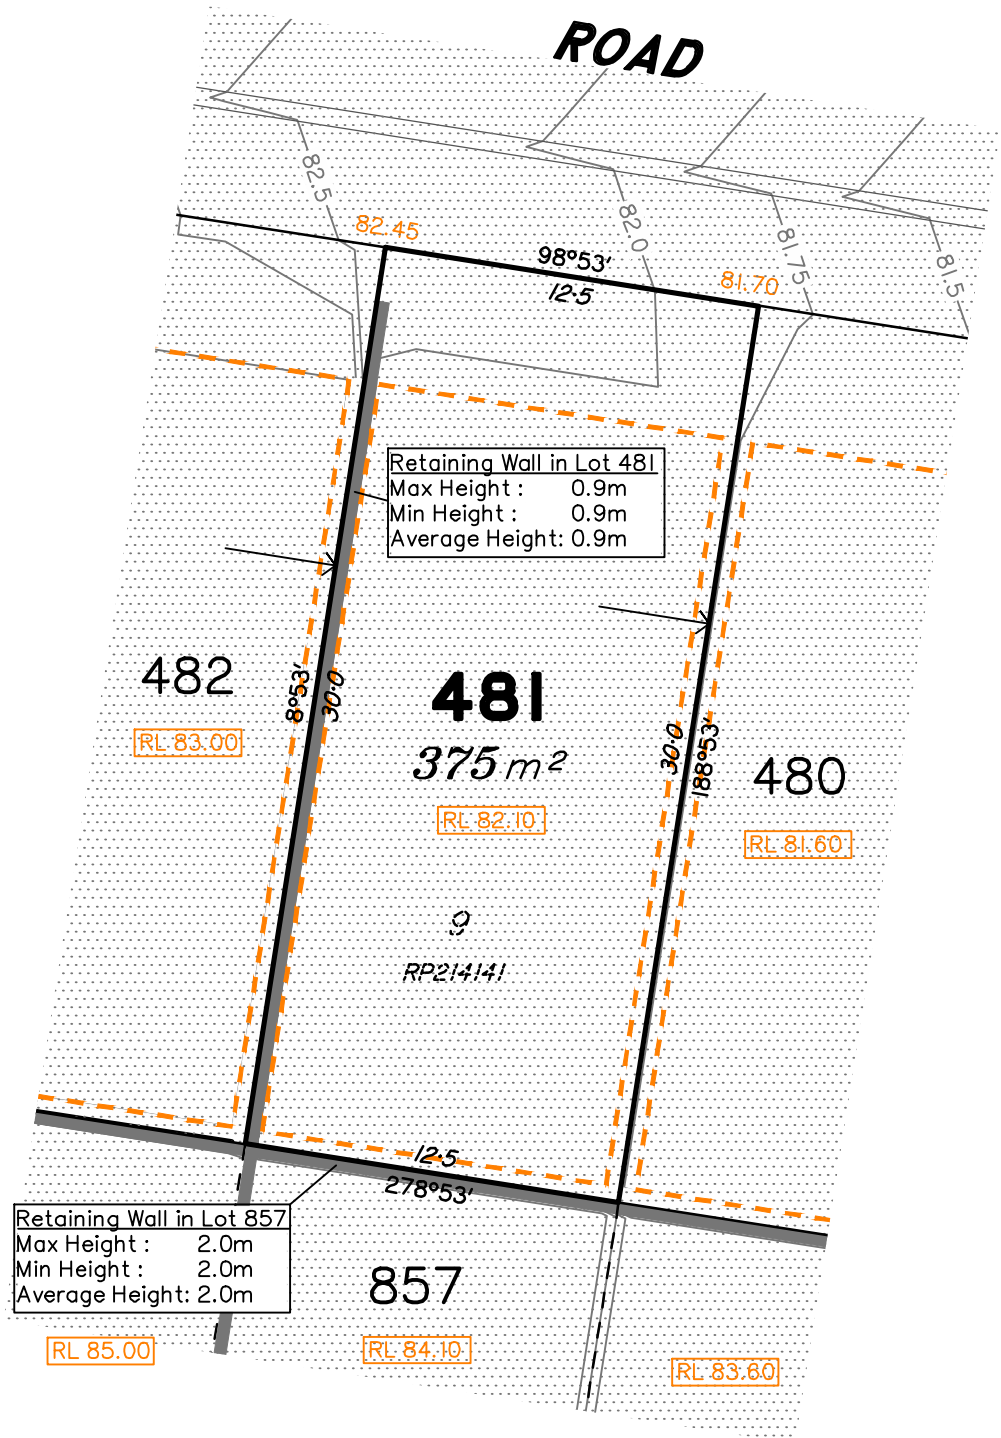 ROAD
82.5
82.0
81.75
81.5
82.45
98°53'
12·5
81.70
Retaining Wall in Lot 481
Max Height : 0.9m
Min Height : 0.9m
Average Height: 0.9m
482
RL 83.00
8°53'
30·0
481
375 m²
RL 82.10
30·0
188°53'
480
RL 81.60
9
RP214141
12·5
278°53'
Retaining Wall in Lot 857
Max Height : 2.0m
Min Height : 2.0m
Average Height: 2.0m
857
RL 85.00
RL 84.10
RL 83.60